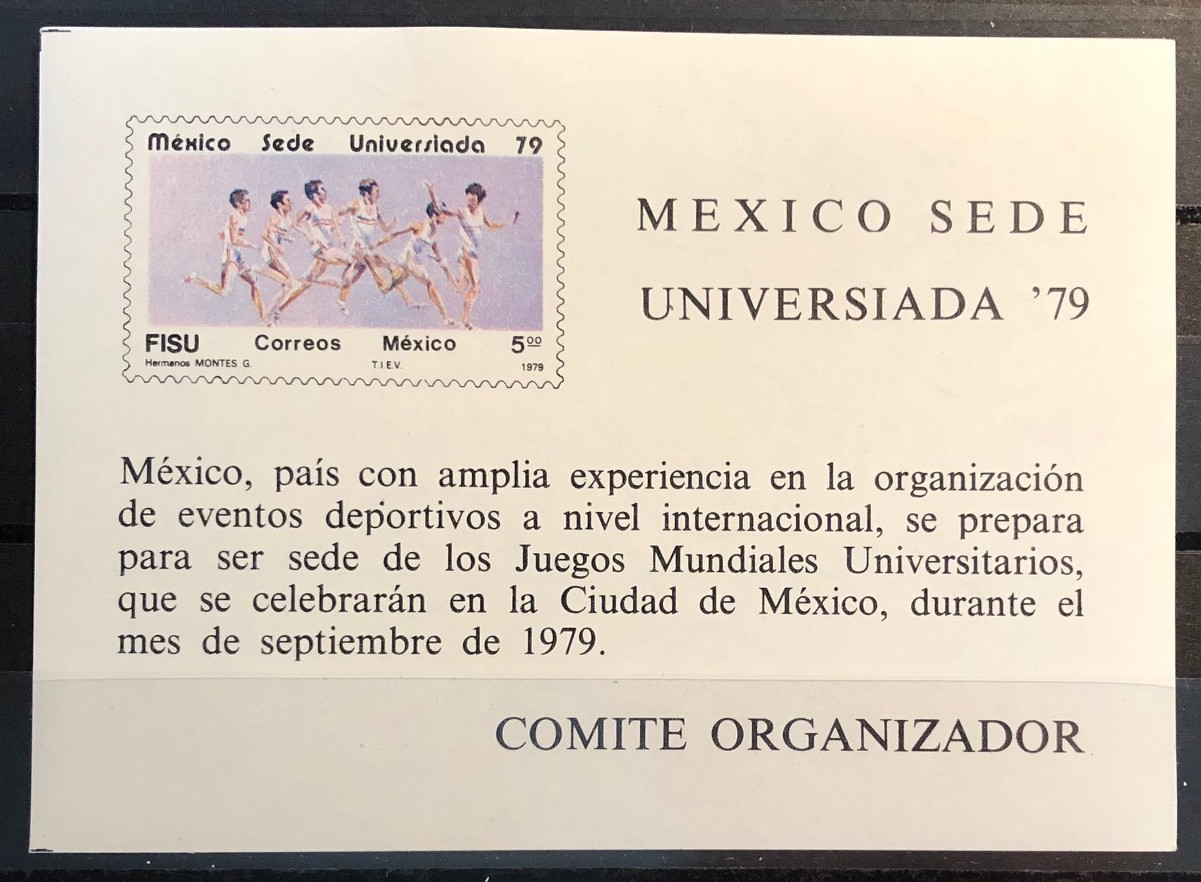 México Sede Universiada 79
FISU Correos México 500
Hermanos MONTES G. T.I.E.V. 1979
MEXICO SEDE
UNIVERSIADA ’79
México, país con amplia experiencia en la organización
de eventos deportivos a nivel internacional, se prepara
para ser sede de los Juegos Mundiales Universitarios,
que se celebrarán en la Ciudad de México, durante el
mes de septiembre de 1979.
COMITE ORGANIZADOR